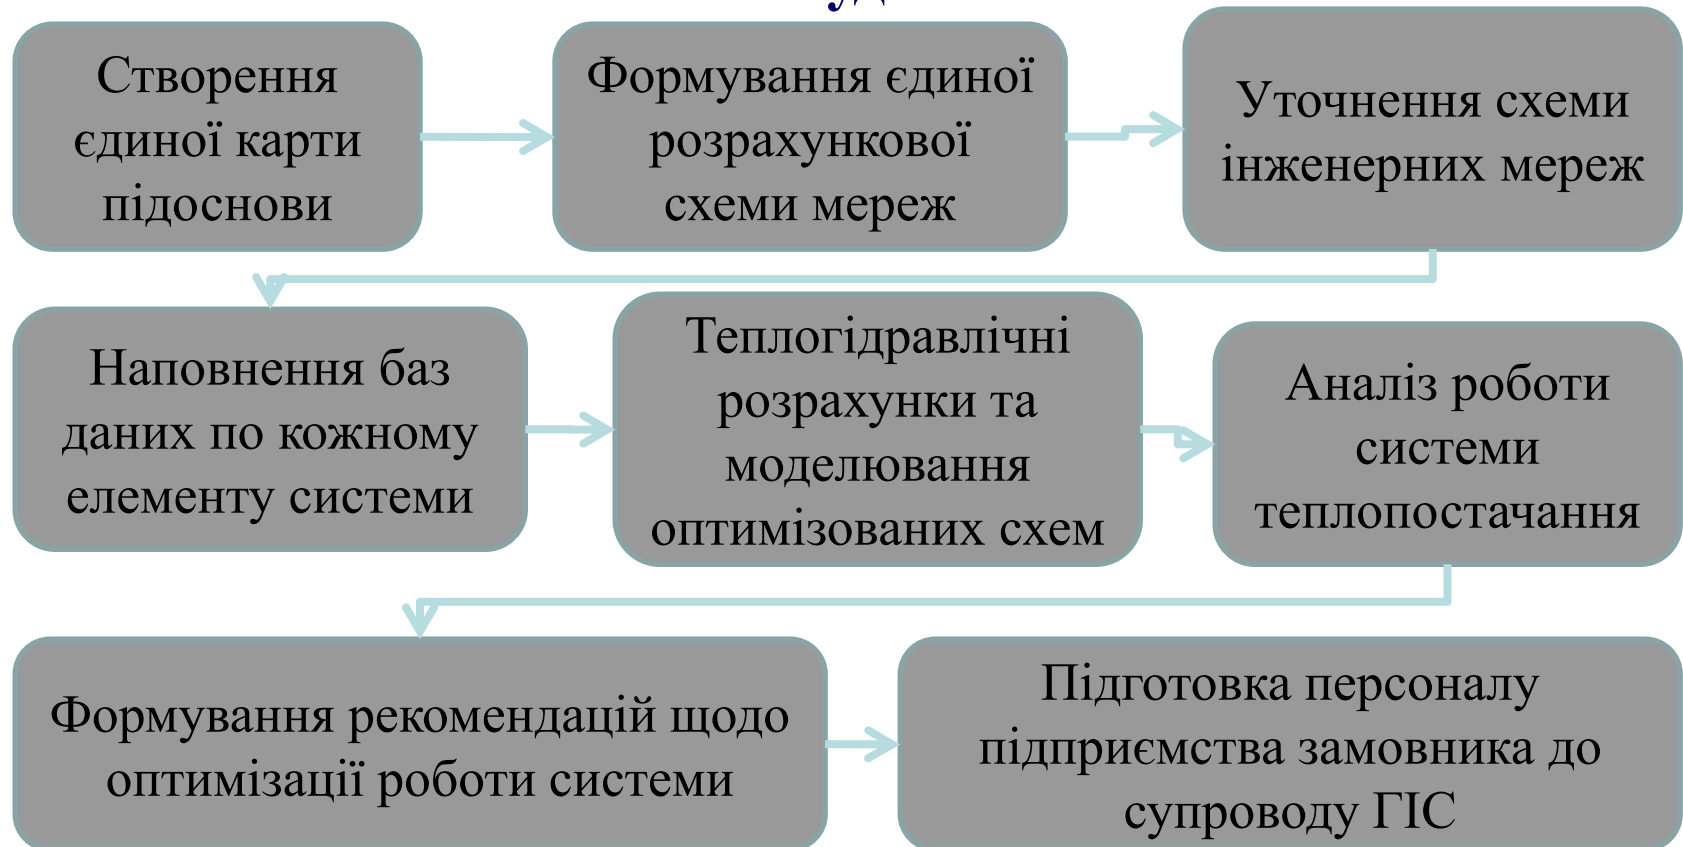 Створення
єдиної карти
підоснови
Формування єдиної
розрахункової
схеми мереж
Уточнення схеми
інженерних мереж
Наповнення баз
даних по кожному
елементу системи
Теплогідравлічні
розрахунки та
моделювання
оптимізованих схем
Аналіз роботи
системи
теплопостачання
Формування рекомендацій щодо
оптимізації роботи системи
Підготовка персоналу
підприємства замовника до
супроводу ГІС